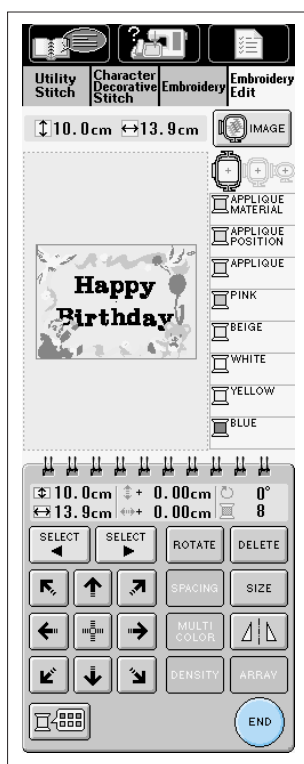 Utility Stitch
Character Decorative Stitch
Embroidery
Embroidery Edit
10.0cm 13.9cm
IMAGE
APPLIQUE MATERIAL
APPLIQUE POSITION
APPLIQUE
PINK
BEIGE
WHITE
YELLOW
BLUE
Happy
Birthday
10.0cm + 0.00cm 0°
13.9cm + 0.00cm 8
SELECT SELECT ROTATE DELETE
SPACING SIZE
MULTI COLOR
DENSITY ARRAY
END